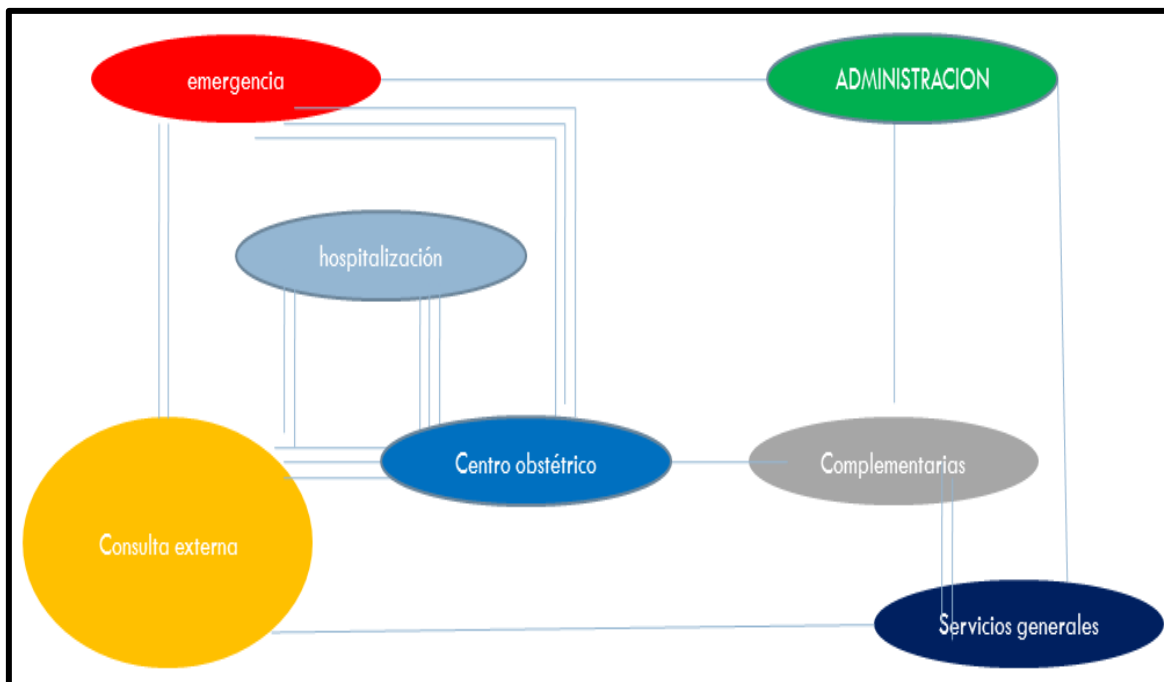 emergencia
ADMINISTRACION
hospitalización
Centro obstétrico
Complementarias
Consulta externa
Servicios generales